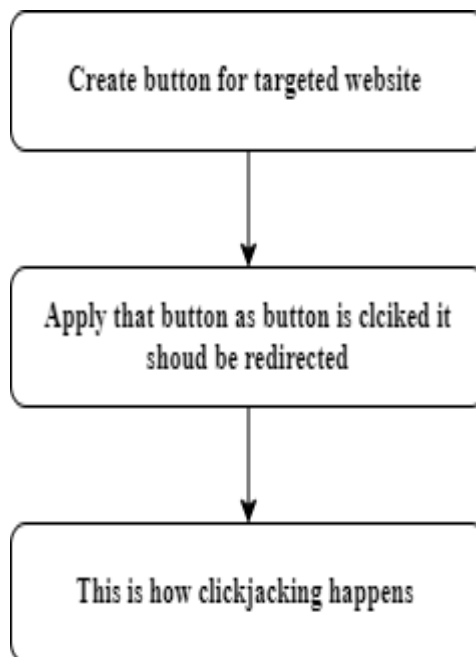 Create button for targeted website
Apply that button as button is clciked it
shoud be redirected
This is how clickjacking happens